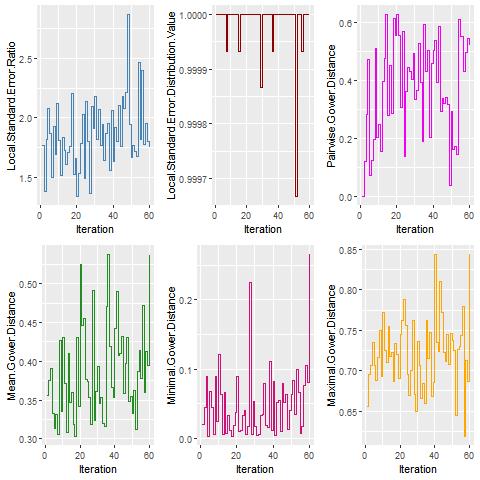 Local.Standard.Error.Ratio
2.5
2.0
1.5
0 20 40 60
Iteration
Local.Standard.Error.Distribution.Value
1.0000
0.9999
0.9998
0.9997
0 20 40 60
Iteration
Pairwise.Gower.Distance
0.6
0.4
0.2
0.0
0 20 40 60
Iteration
Mean.Gower.Distance
0.50
0.45
0.40
0.35
0.30
0 20 40 60
Iteration
Minimal.Gower.Distance
0.2
0.1
0.0
0 20 40 60
Iteration
Maximal.Gower.Distance
0.85
0.80
0.75
0.70
0.65
0 20 40 60
Iteration